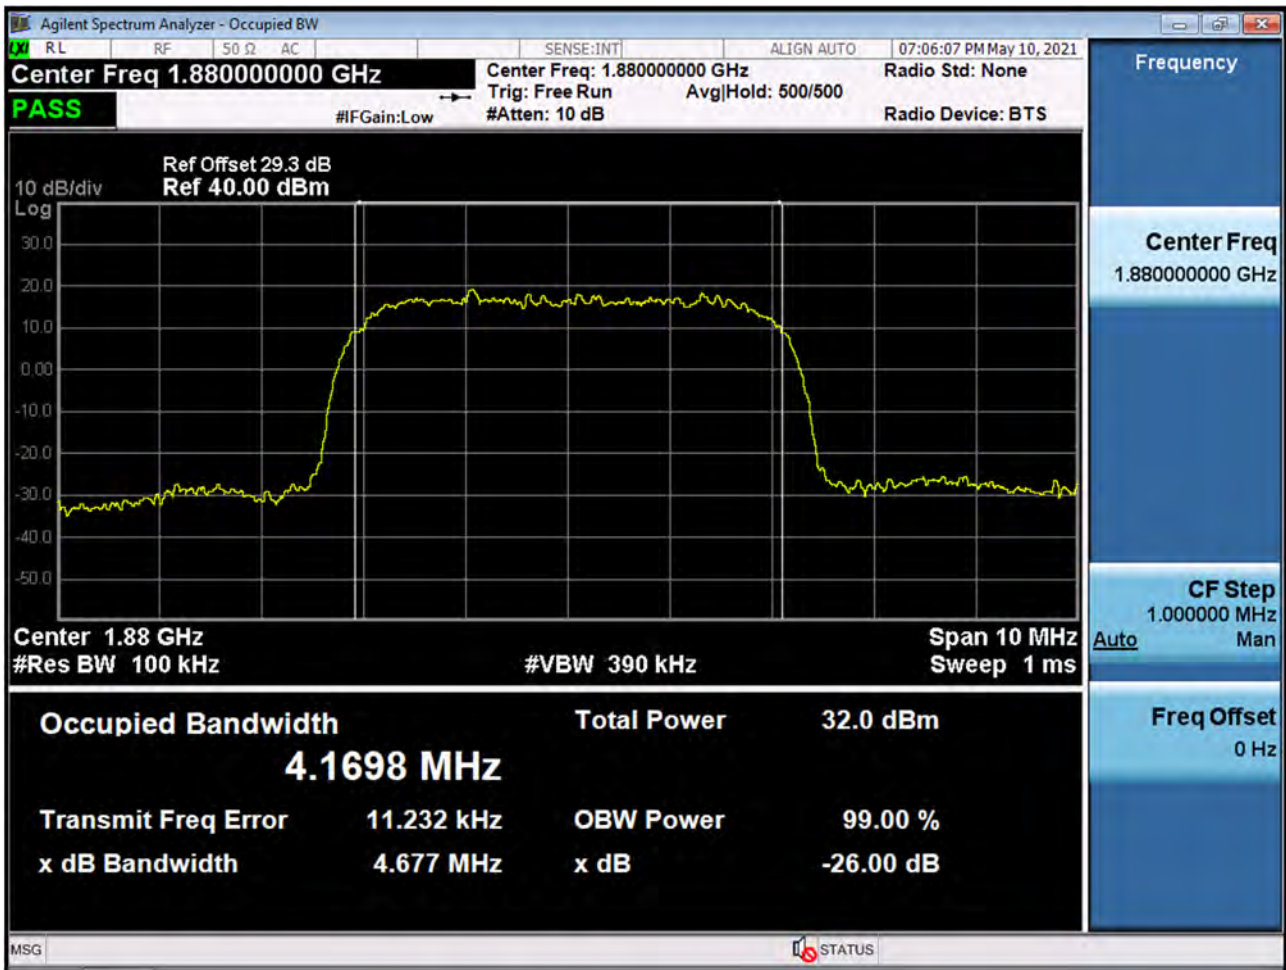 Agilent Spectrum Analyzer - Occupied BW
LXI RL RF 50 Ω AC SENSE:INT ALIGN AUTO 07:06:07 PM May 10, 2021
Center Freq 1.880000000 GHz
PASS
#IFGain:Low
Center Freq: 1.880000000 GHz
Trig: Free Run Avg|Hold: 500/500
#Atten: 10 dB
Radio Std: None
Radio Device: BTS
Ref Offset 29.3 dB
10 dB/div Ref 40.00 dBm
Log
30.0
20.0
10.0
0.00
-10.0
-20.0
-30.0
-40.0
-50.0
Center 1.88 GHz Span 10 MHz
#Res BW 100 kHz #VBW 390 kHz Sweep 1 ms
Occupied Bandwidth Total Power 32.0 dBm
4.1698 MHz
Transmit Freq Error 11.232 kHz OBW Power 99.00 %
x dB Bandwidth 4.677 MHz x dB -26.00 dB
Frequency
Center Freq
1.880000000 GHz
CF Step
1.000000 MHz
Auto Man
Freq Offset
0 Hz
MSG STATUS